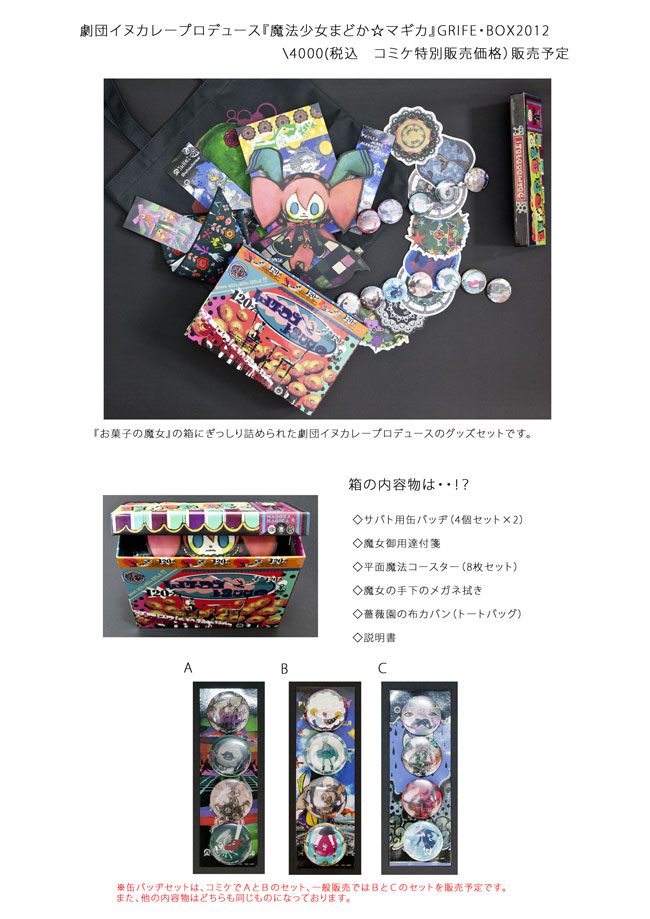 劇団イヌカレープロデュース『魔法少女まどか☆マギカ』GRIFE・BOX2012
\4000(税込　コミケ特別販売価格)販売予定
『お菓子の魔女』の箱にぎっしり詰められた劇団イヌカレープロデュースのグッズセットです。
箱の内容物は・・!?
◇サバト用缶バッヂ(4個セット×2)
◇魔女御用達付箋
◇平面魔法コースター(8枚セット)
◇魔女の手下のメガネ拭き
◇薔薇園の布カバン(トートバッグ)
◇説明書
A
B
C
※缶バッヂセットは、コミケでAとBのセット、一般販売ではBとCのセットを販売予定です。
また、他の内容物はどちらも同じものになっております。